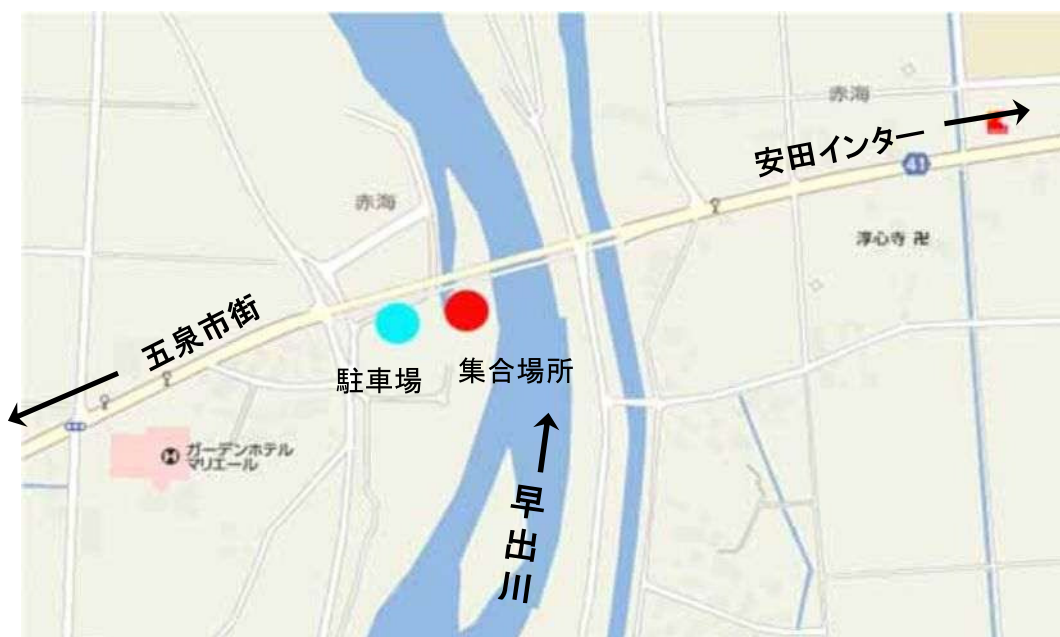 赤海
安田インター
41
赤海
淳心寺 卍
五泉市街
駐車場
集合場所
ガーデンホテル
マリエール
早出川